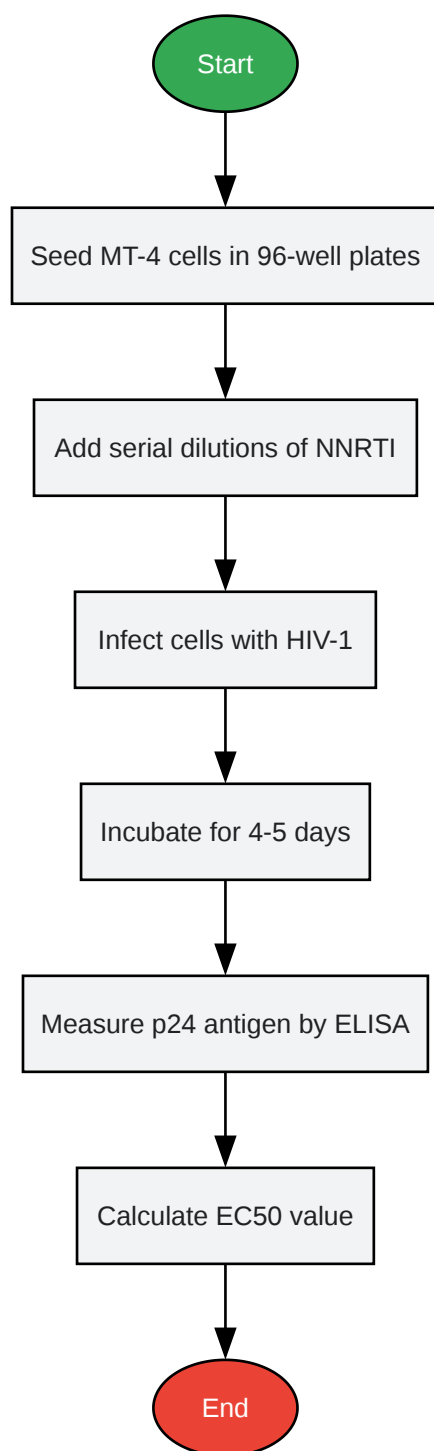 Start
Seed MT-4 cells in 96-well plates
Add serial dilutions of NNRTI
Infect cells with HIV-1
Incubate for 4-5 days
Measure p24 antigen by ELISA
Calculate EC50 value
End